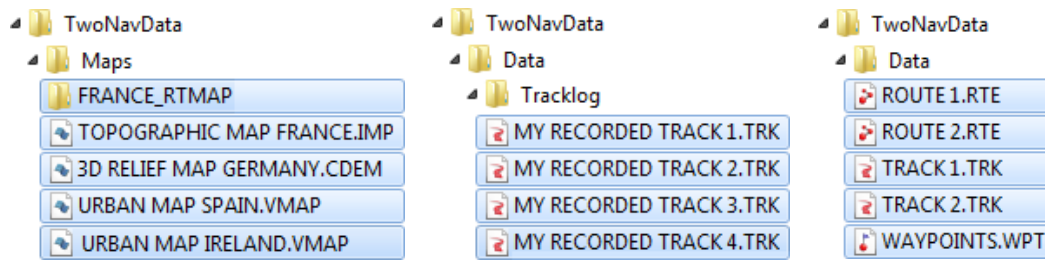 TwoNavData
Maps
FRANCE_RTMAP
TOPOGRAPHIC MAP FRANCE.IMP
3D RELIEF MAP GERMANY.CDEM
URBAN MAP SPAIN.VMAP
URBAN MAP IRELAND.VMAP
TwoNavData
Data
Tracklog
MY RECORDED TRACK 1.TRK
MY RECORDED TRACK 2.TRK
MY RECORDED TRACK 3.TRK
MY RECORDED TRACK 4.TRK
TwoNavData
Data
ROUTE 1.RTE
ROUTE 2.RTE
TRACK 1.TRK
TRACK 2.TRK
WAYPOINTS.WPT